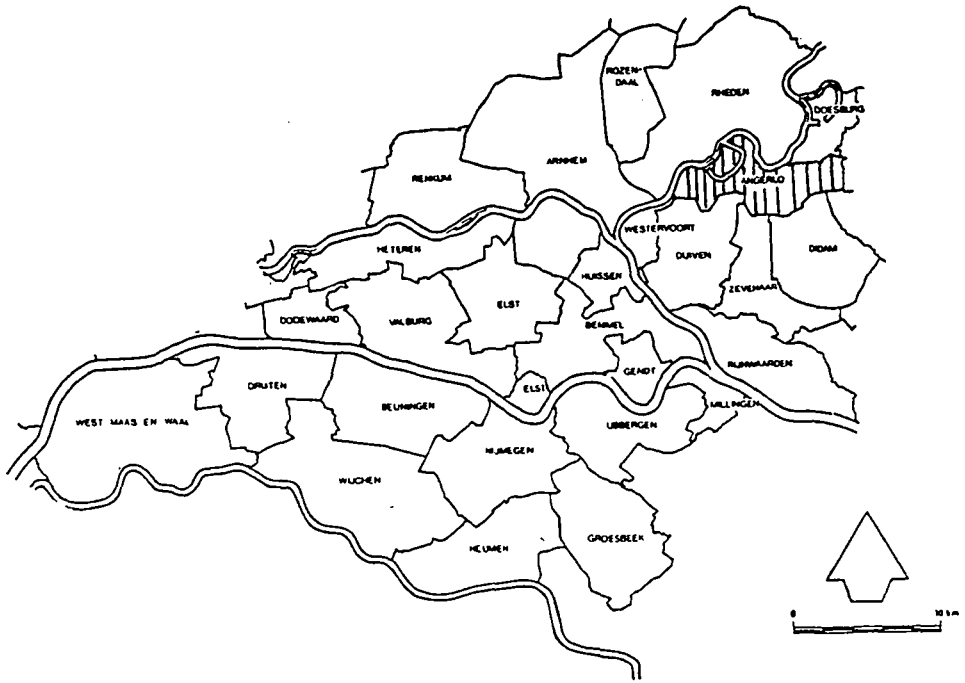 ROZEN-
DAAL
RHEDEN
DOESBURG
ARNHEM
RENKUM
ANGERLO
WESTERVOORT
HETEREN
DUIVEN
DIDAM
HUISSEN
ZEVENAAR
ELST
DODEWAARD
VALBURG
BEMMEL
GENDT
RIJNWAARDEN
DRUTEN
ELST
BEUNINGEN
MILLINGEN
WEST MAAS EN WAAL
UBBERGEN
NIJMEGEN
WIJCHEN
GROESBEEK
HEUMEN
0 10 km